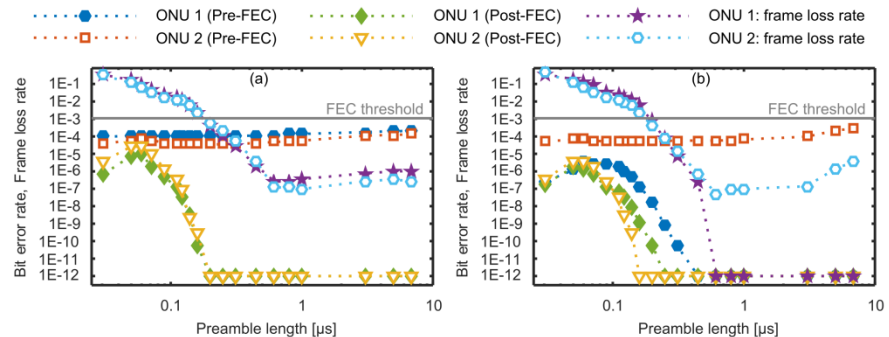 ONU 1 (Pre-FEC) ONU 1 (Post-FEC) ONU 1: frame loss rate
ONU 2 (Pre-FEC) ONU 2 (Post-FEC) ONU 2: frame loss rate
(a)
Bit error rate, Frame loss rate
1E-1
1E-2
1E-3
1E-4
1E-5
1E-6
1E-7
1E-8
1E-9
1E-10
1E-11
1E-12
FEC threshold
0.1 1 10
Preamble length [µs]
(b)
Bit error rate, Frame loss rate
1E-1
1E-2
1E-3
1E-4
1E-5
1E-6
1E-7
1E-8
1E-9
1E-10
1E-11
1E-12
FEC threshold
0.1 1 10
Preamble length [µs]